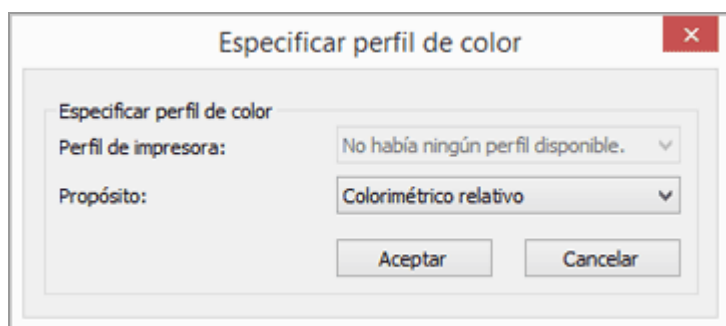 Especificar perfil de color
Especificar perfil de color
Perfil de impresora: No había ningún perfil disponible.
Propósito: Colorimétrico relativo
Aceptar Cancelar